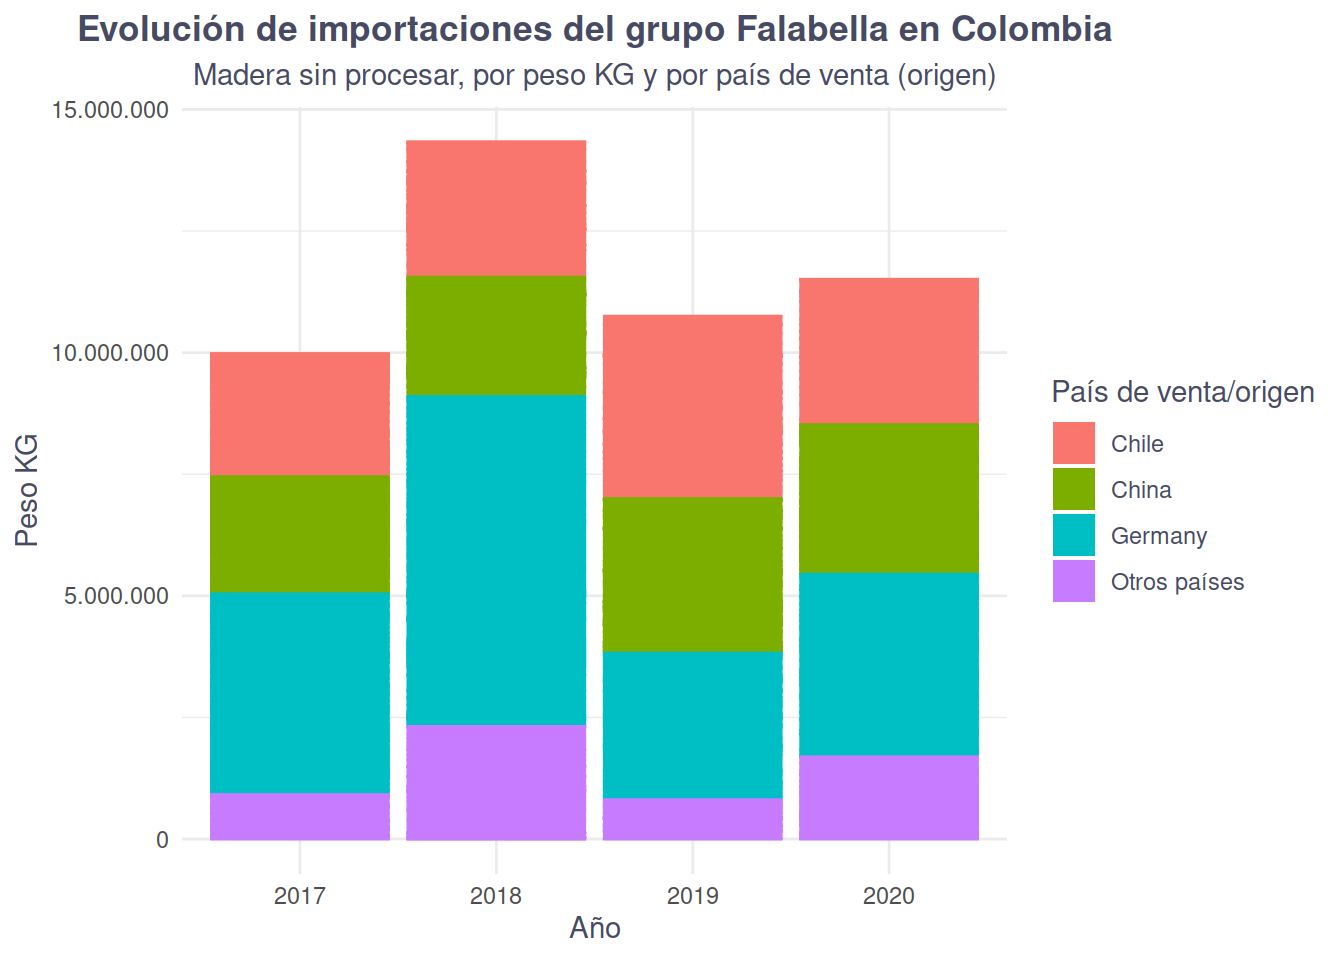 Evolución de importaciones del grupo Falabella en Colombia
Madera sin procesar, por peso KG y por país de venta (origen)
15.000.000
10.000.000
5.000.000
0
Peso KG
2017
2018
2019
2020
Año
País de venta/origen
Chile
China
Germany
Otros países